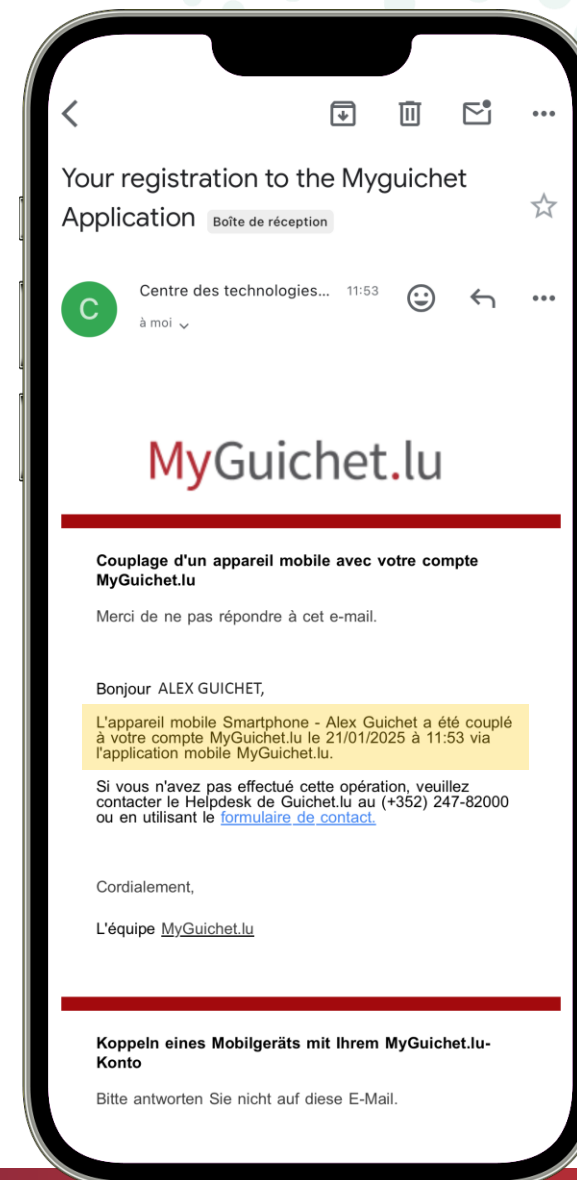 Your registration to the Myguichet
Application Boîte de réception
C
Centre des technologies... 11:53
à moi
MyGuichet.lu
Couplage d'un appareil mobile avec votre compte
MyGuichet.lu
Merci de ne pas répondre à cet e-mail.
Bonjour ALEX GUICHET,
L'appareil mobile Smartphone - Alex Guichet a été couplé
à votre compte MyGuichet.lu le 21/01/2025 à 11:53 via
l'application mobile MyGuichet.lu.
Si vous n'avez pas effectué cette opération, veuillez
contacter le Helpdesk de Guichet.lu au (+352) 247-82000
ou en utilisant le formulaire de contact.
Cordialement,
L'équipe MyGuichet.lu
Koppeln eines Mobilgeräts mit Ihrem MyGuichet.lu-
Konto
Bitte antworten Sie nicht auf diese E-Mail.